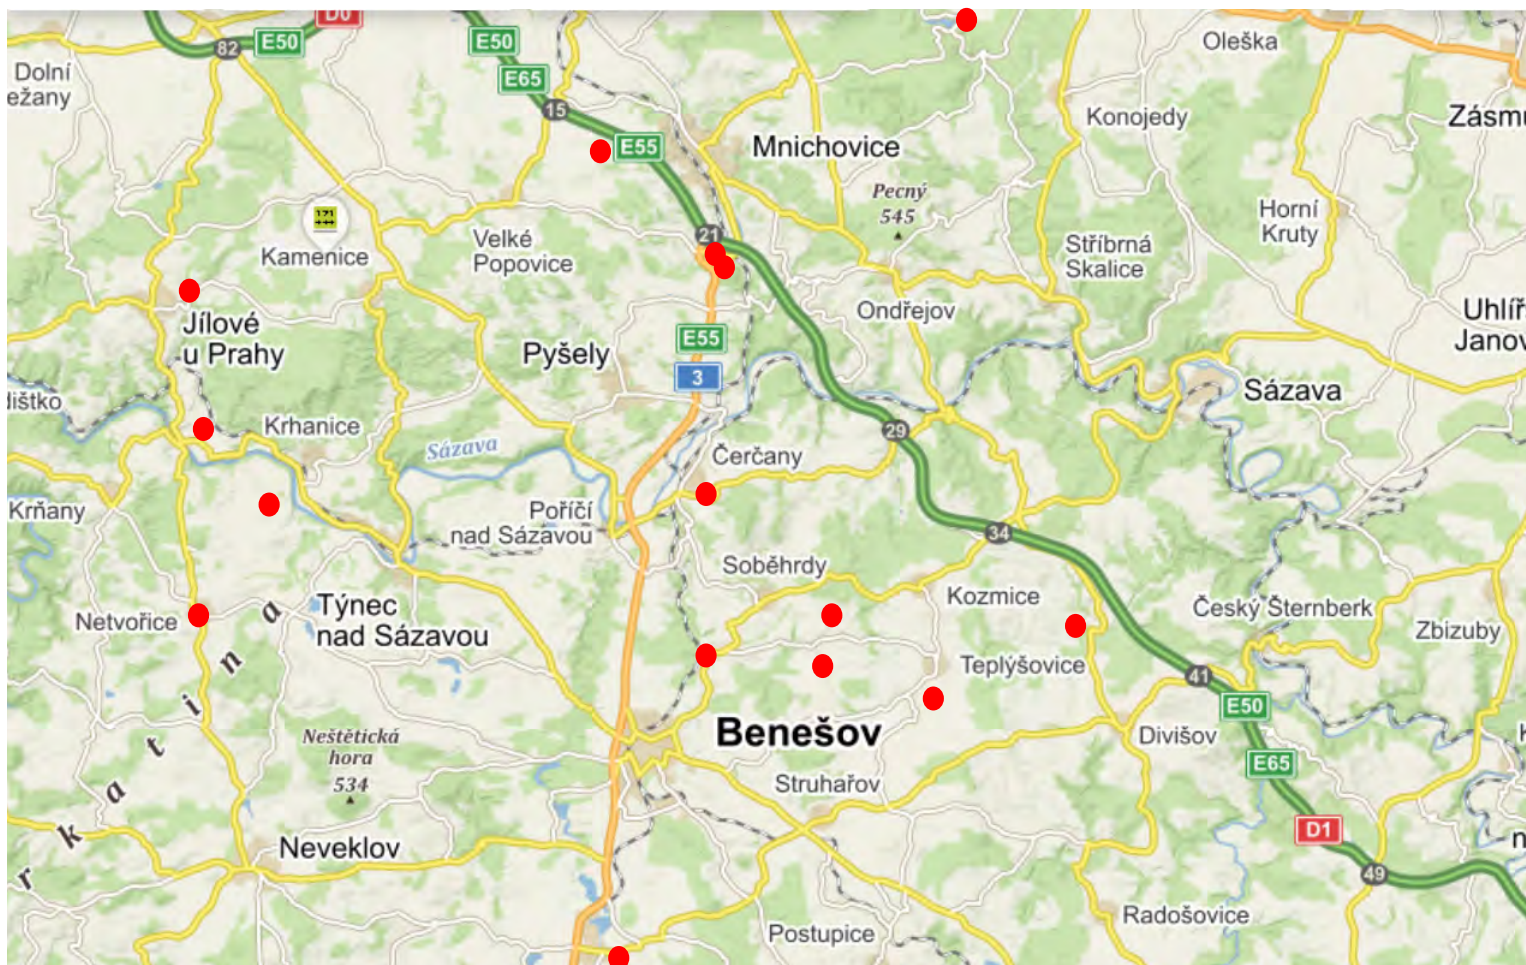 D0
E50
82
E50
Oleška
Dolní
ežany
E65
15
Konojedy
Zásmu
E55
Mnichovice
Pecný
545
171
Horní
Kruty
21
Velké
Popovice
Stříbrná
Skalice
Kamenice
Ondřejov
Jílové
u Prahy
E55
Uhlíř
Janov
Pyšely
3
dištko
Sázava
Krhanice
29
Sázava
Čerčany
Krňany
Poříčí
nad Sázavou
34
Soběhrdy
Kozmice
Týnec
nad Sázavou
Český Šternberk
Netvořice
Zbizuby
Teplýšovice
41
E50
Benešov
Divišov
Neštětická
hora
534
E65
Struhařov
r k a t i n a
D1
Neveklov
n
49
Radošovice
Postupice